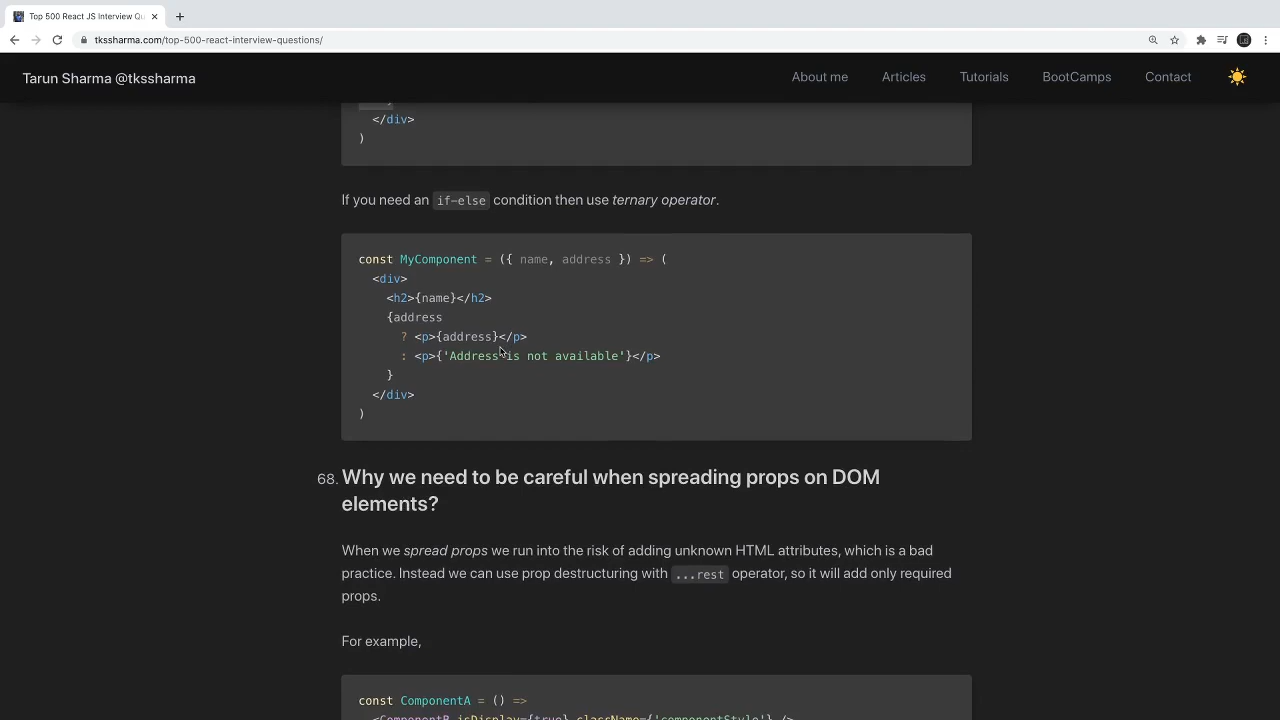 Top 500 React JS Interview Qu
tkssharma.com/top-500-react-interview-questions/
Tarun Sharma @tkssharma
About me
Articles
Tutorials
BootCamps
Contact
</div>
)
If you need an if-else condition then use ternary operator.
const MyComponent = ({ name, address }) => (
<div>
<h2>{name}</h2>
{address
? <p>{address}</p>
: <p>{'Address is not available'}</p>
}
</div>
)
68. Why we need to be careful when spreading props on DOM
elements?
When we spread props we run into the risk of adding unknown HTML attributes, which is a bad
practice. Instead we can use prop destructuring with ...rest operator, so it will add only required
props.
For example,
const ComponentA = () =>
<ComponentB isDisplay={true} className={'componentStyle'} />